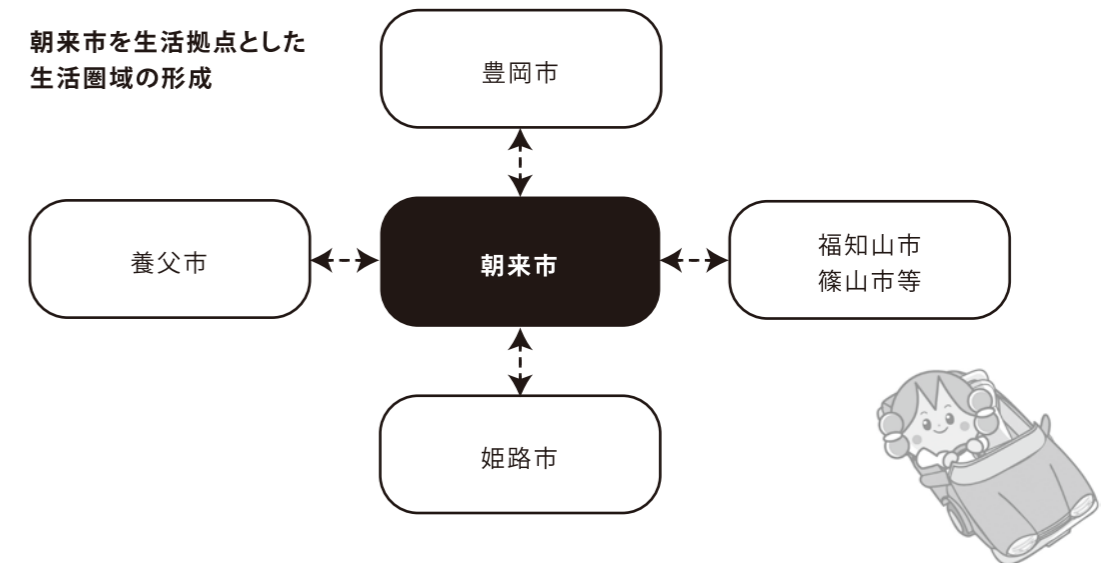 朝来市を生活拠点とした
生活圏域の形成
豊岡市
養父市
朝来市
福知山市
篠山市等
姫路市